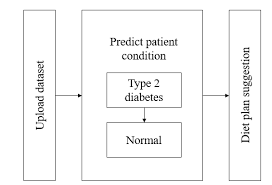 Upload dataset
Predict patient
condition
Type 2
diabetes
Normal
Diet plan suggestion